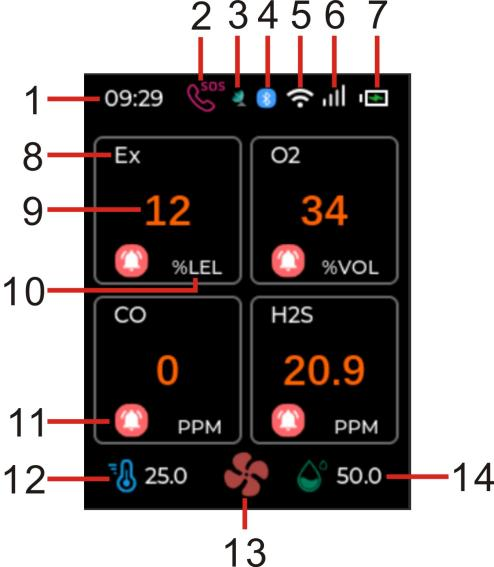 2 3 4 5 6 7
1 09:29 SOS
8 Ex O2
9 12 34
%LEL %VOL
10
CO H2S
0 20.9
11 PPM PPM
12 25.0 50.0 14
13